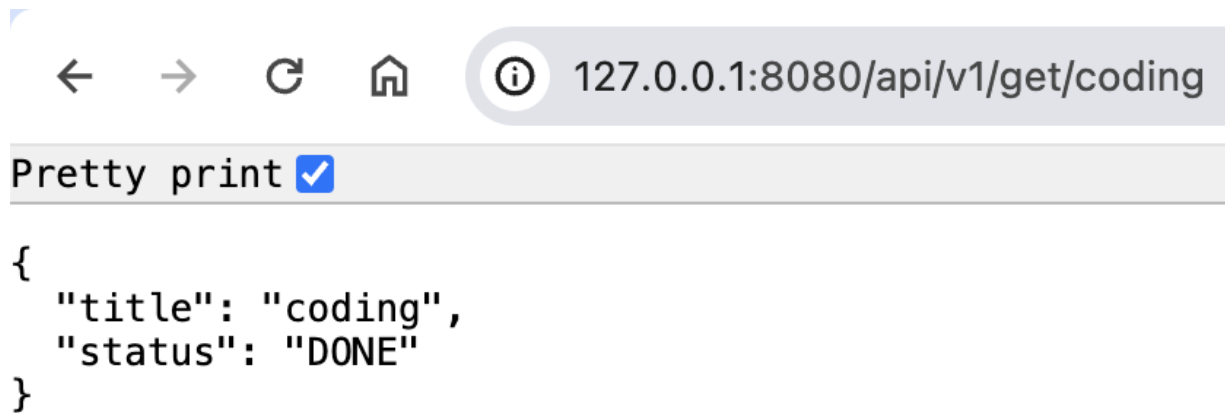 127.0.0.1:8080/api/v1/get/coding
Pretty print
{
  "title": "coding",
  "status": "DONE"
}